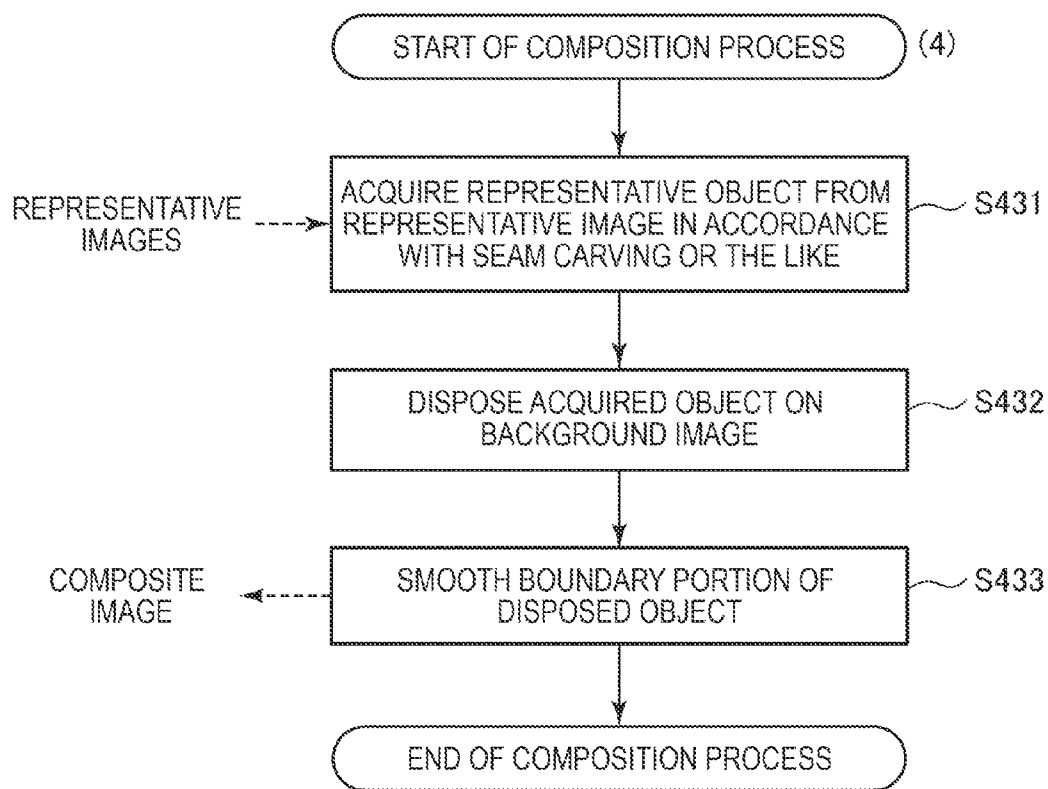 START OF COMPOSITION PROCESS
(4)
REPRESENTATIVE
IMAGES
ACQUIRE REPRESENTATIVE OBJECT FROM
REPRESENTATIVE IMAGE IN ACCORDANCE
WITH SEAM CARVING OR THE LIKE
S431
DISPOSE ACQUIRED OBJECT ON
BACKGROUND IMAGE
S432
COMPOSITE
IMAGE
SMOOTH BOUNDARY PORTION OF
DISPOSED OBJECT
S433
END OF COMPOSITION PROCESS